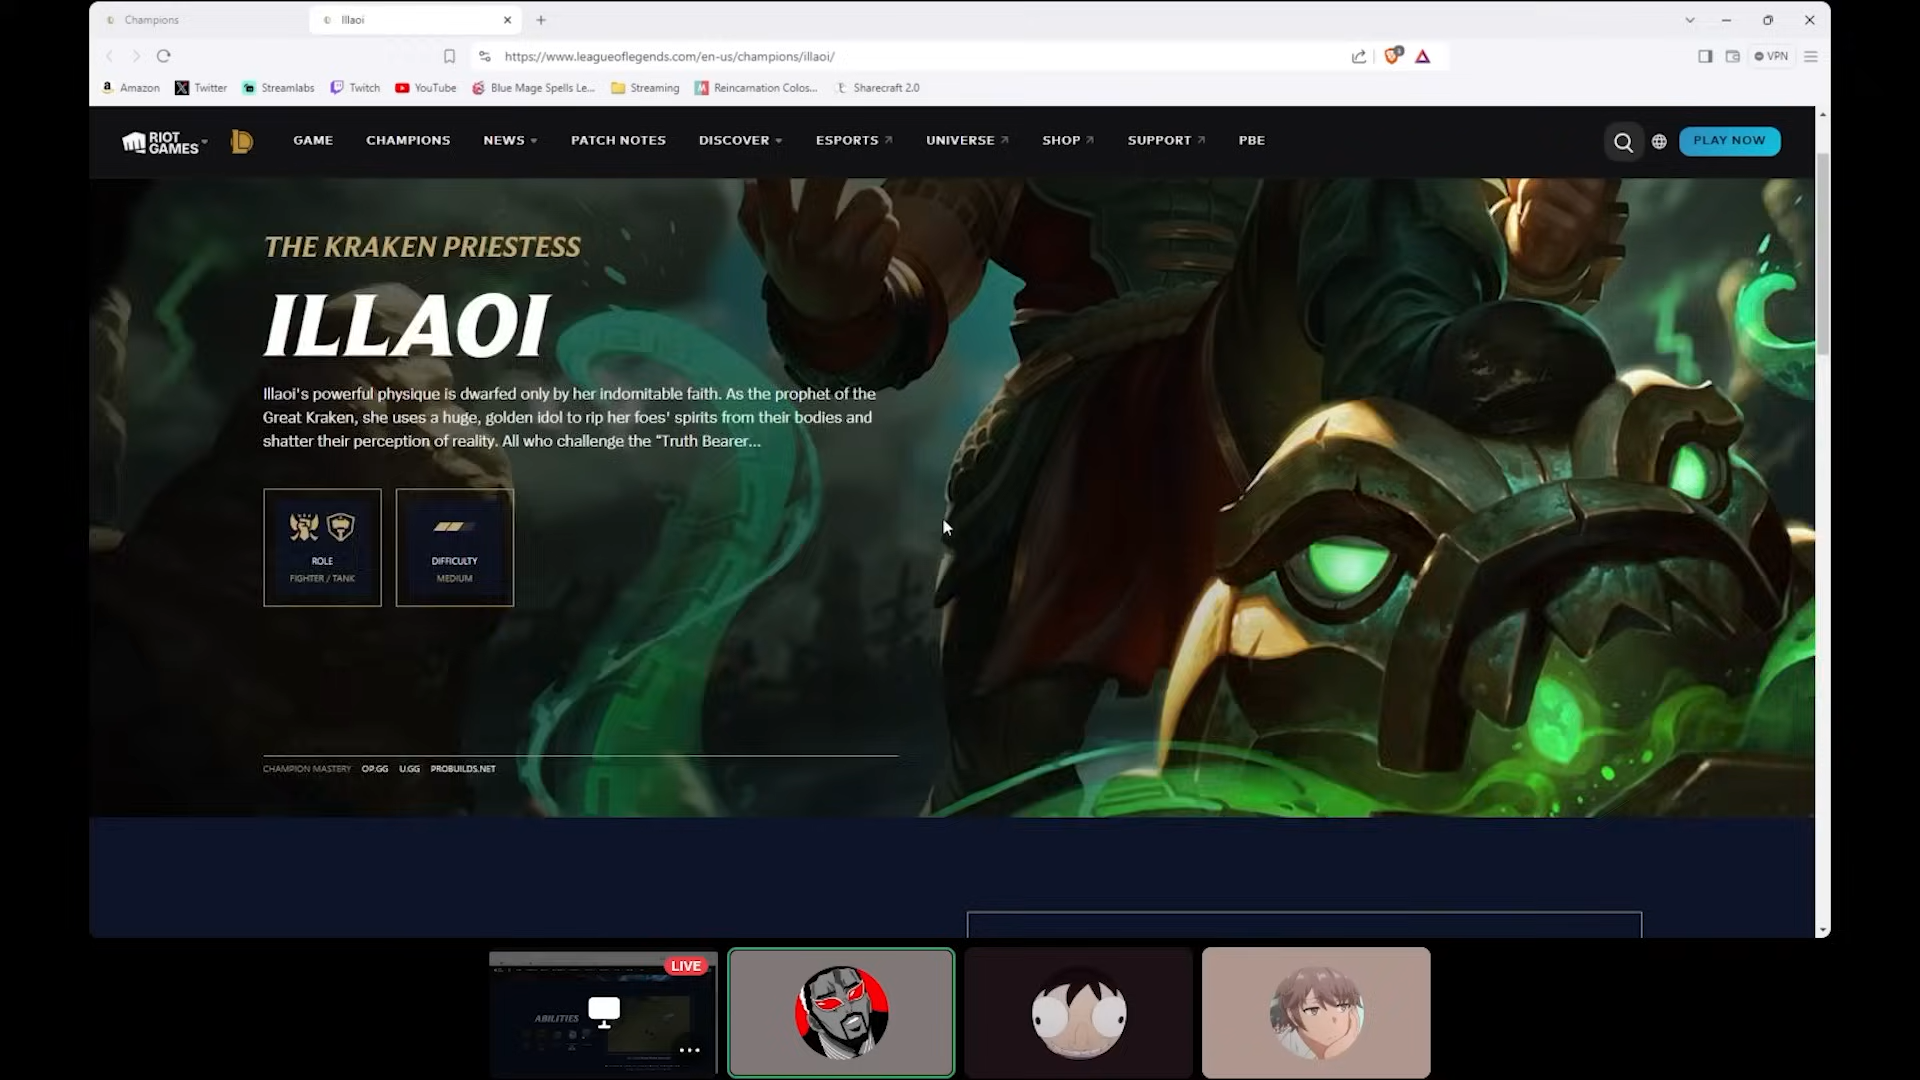 Champions
Illaoi
https://www.leagueoflegends.com/en-us/champions/illaoi/
VPN
Amazon
Twitter
Streamlabs
Twitch
YouTube
Blue Mage Spells Le...
Streaming
Reincarnation Colos...
Sharecraft 2.0
RIOT
GAMES
GAME
CHAMPIONS
NEWS
PATCH NOTES
DISCOVER
ESPORTS
UNIVERSE
SHOP
SUPPORT
PBE
PLAY NOW
THE KRAKEN PRIESTESS
ILLAOI
Illaoi's powerful physique is dwarfed only by her indomitable faith. As the prophet of the
Great Kraken, she uses a huge, golden idol to rip her foes' spirits from their bodies and
shatter their perception of reality. All who challenge the “Truth Bearer...
ROLE
FIGHTER / TANK
DIFFICULTY
MEDIUM
CHAMPION MASTERY OP.GG U.GG PROBUILDS.NET
LIVE
ABILITIES